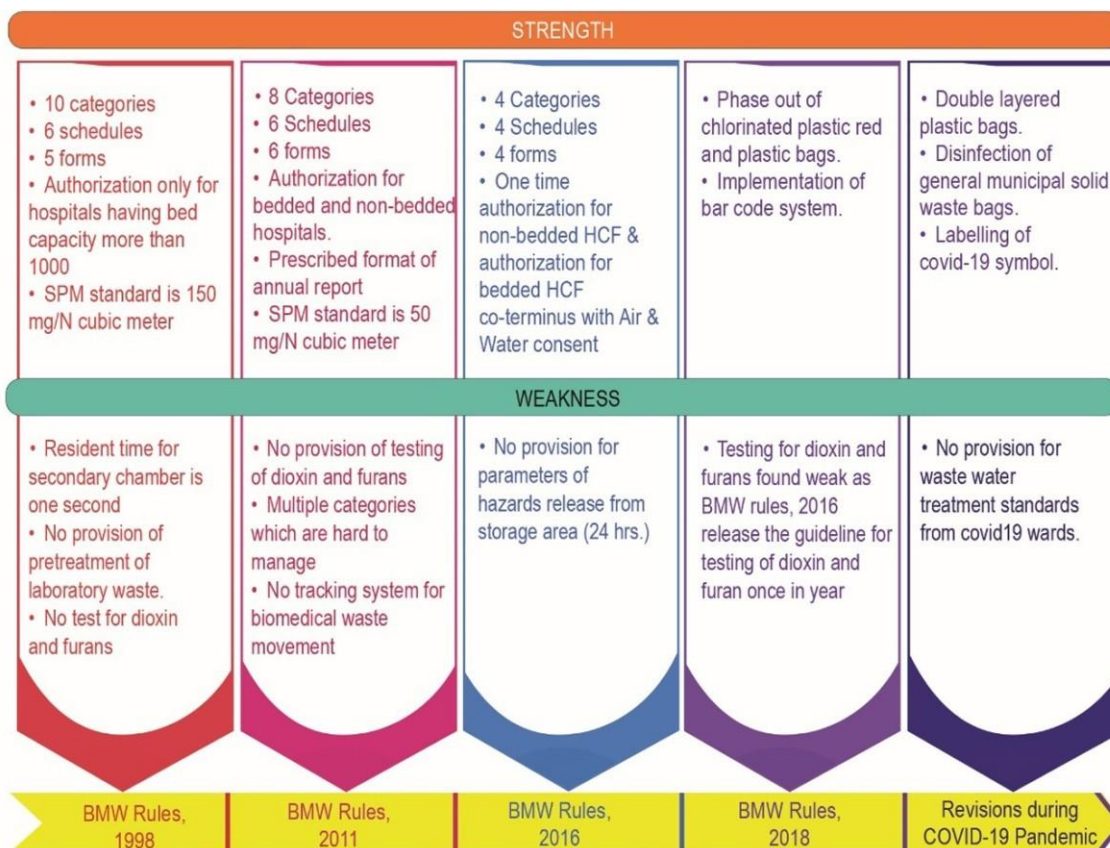 STRENGTH
• 10 categories
• 6 schedules
• 5 forms
• Authorization only for
hospitals having bed
capacity more than
1000
• SPM standard is 150
mg/N cubic meter
• 8 Categories
• 6 Schedules
• 6 forms
• Authorization for
bedded and non-bedded
hospitals.
• Prescribed format of
annual report
• SPM standard is 50
mg/N cubic meter
• 4 Categories
• 4 Schedules
• 4 forms
• One time
authorization for
non-bedded HCF &
authorization for
bedded HCF
co-terminus with Air &
Water consent
• Phase out of
chlorinated plastic red
and plastic bags.
• Implementation of
bar code system.
• Double layered
plastic bags.
• Disinfection of
general municipal solid
waste bags.
• Labelling of
covid-19 symbol.
WEAKNESS
• Resident time for
secondary chamber is
one second
• No provision of
pretreatment of
laboratory waste.
• No test for dioxin
and furans
• No provision of testing
of dioxin and furans
• Multiple categories
which are hard to
manage
• No tracking system for
biomedical waste
movement
• No provision for
parameters of
hazards release from
storage area (24 hrs.)
• Testing for dioxin and
furans found weak as
BMW rules, 2016
release the guideline for
testing of dioxin and
furan once in year
• No provision for
waste water
treatment standards
from covid19 wards.
BMW Rules,
1998
BMW Rules,
2011
BMW Rules,
2016
BMW Rules,
2018
Revisions during
COVID-19 Pandemic